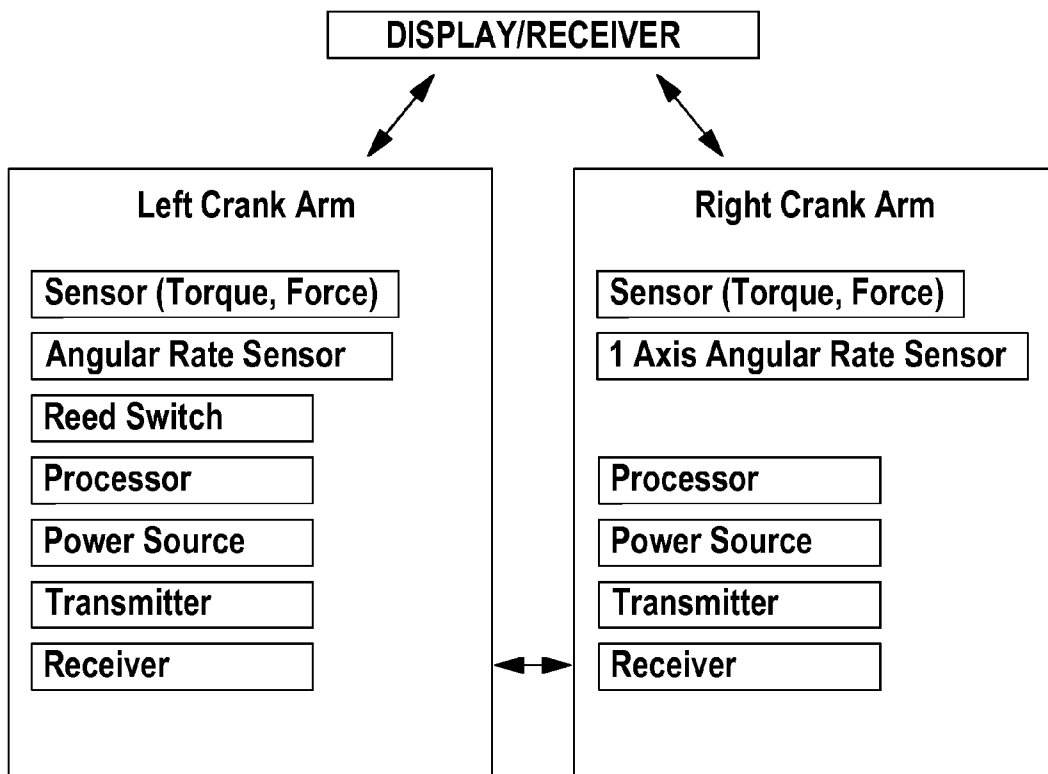 DISPLAY/RECEIVER
Left Crank Arm
Sensor (Torque, Force)
Angular Rate Sensor
Reed Switch
Processor
Power Source
Transmitter
Receiver
Right Crank Arm
Sensor (Torque, Force)
1 Axis Angular Rate Sensor
Processor
Power Source
Transmitter
Receiver